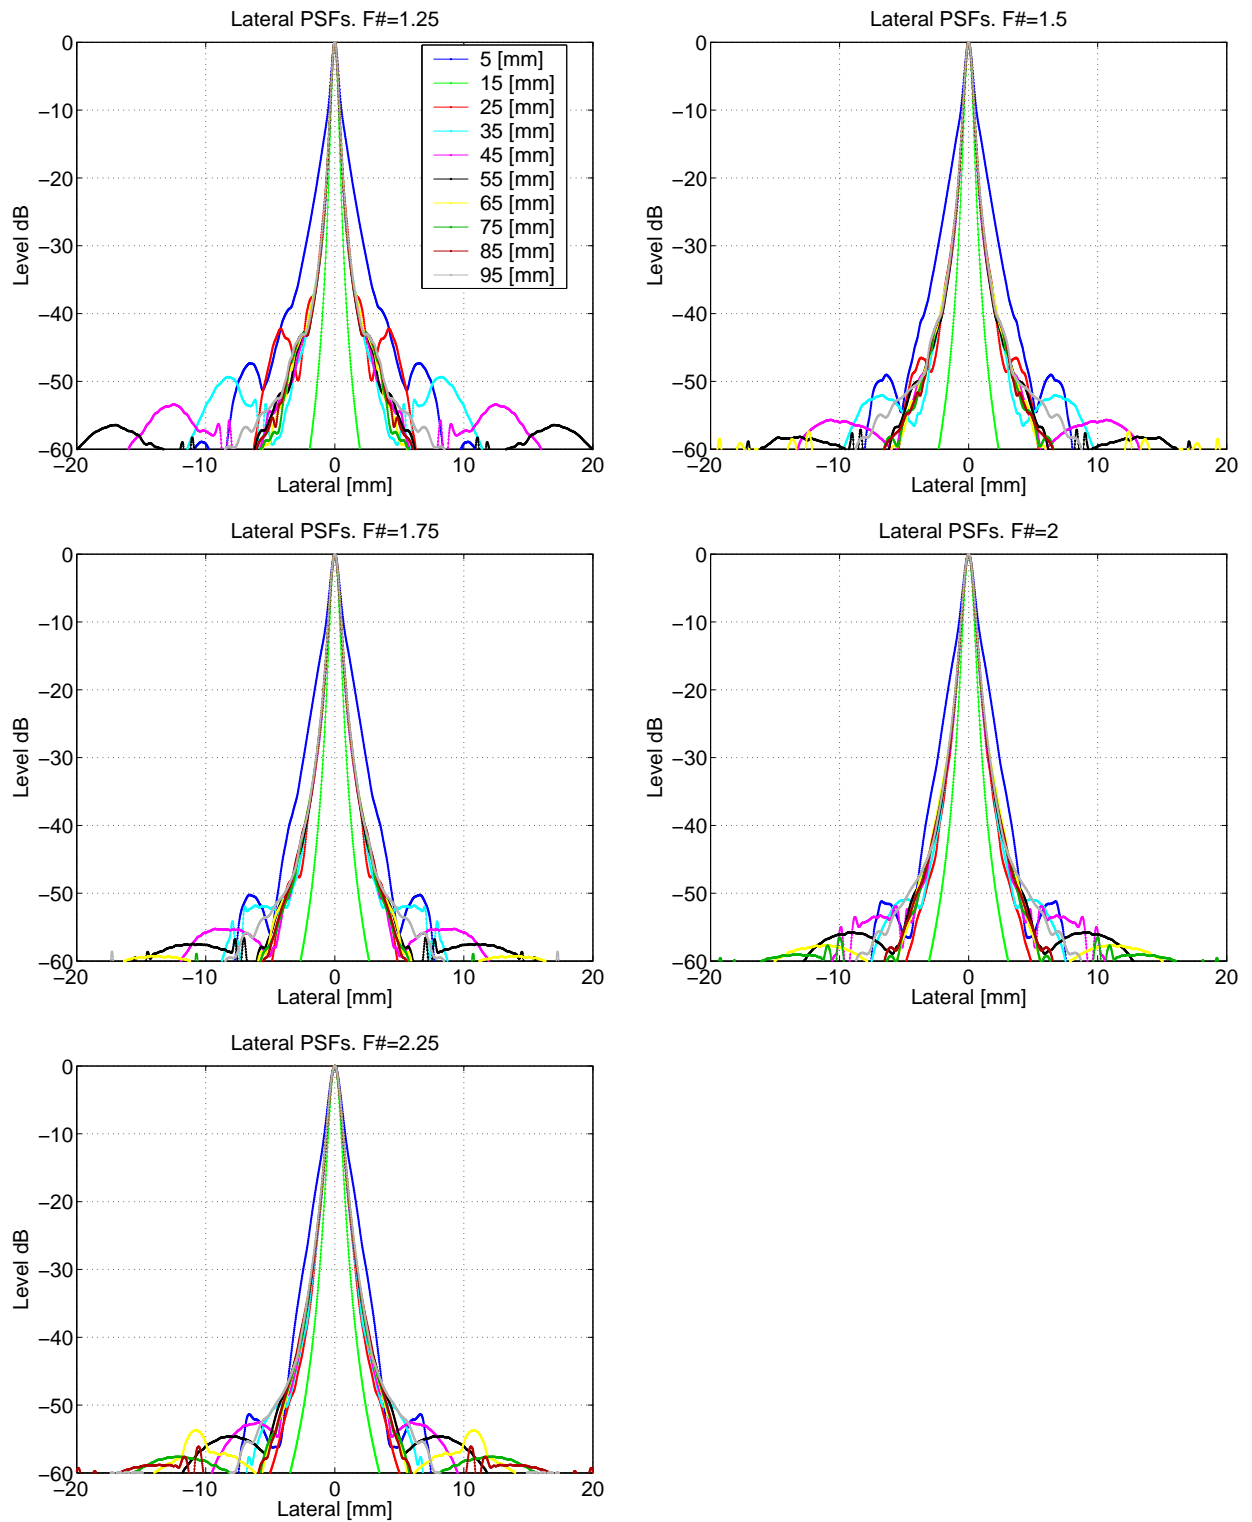 Lateral PSFs. F#=1.25
0
−10
−20
−30
−40
−50
−60
−20
−10
0
10
20
Level dB
Lateral [mm]
5 [mm]
15 [mm]
25 [mm]
35 [mm]
45 [mm]
55 [mm]
65 [mm]
75 [mm]
85 [mm]
95 [mm]
Lateral PSFs. F#=1.5
0
−10
−20
−30
−40
−50
−60
−20
−10
0
10
20
Level dB
Lateral [mm]
Lateral PSFs. F#=1.75
0
−10
−20
−30
−40
−50
−60
−20
−10
0
10
20
Level dB
Lateral [mm]
Lateral PSFs. F#=2
0
−10
−20
−30
−40
−50
−60
−20
−10
0
10
20
Level dB
Lateral [mm]
Lateral PSFs. F#=2.25
0
−10
−20
−30
−40
−50
−60
−20
−10
0
10
20
Level dB
Lateral [mm]